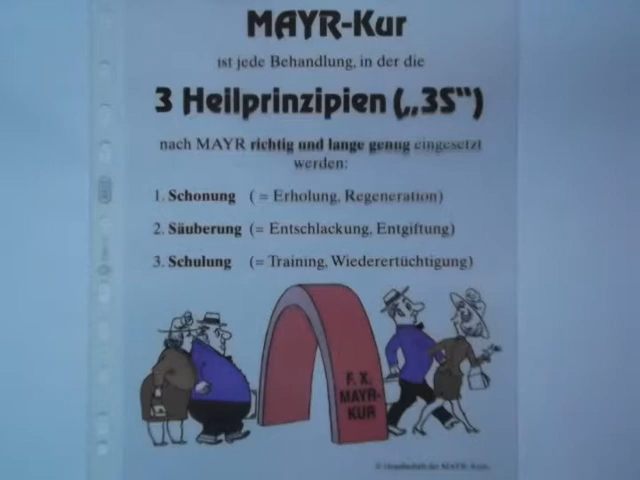 MAYR-Kur
ist jede Behandlung, in der die
3 Heilprinzipien („3S“)
nach MAYR richtig und lange genug eingesetzt
werden:
1. Schonung (= Erholung, Regeneration)
2. Säuberung (= Entschlackung, Entgiftung)
3. Schulung (= Training, Wiederertüchtigung)
F. X.
MAYR-
KUR